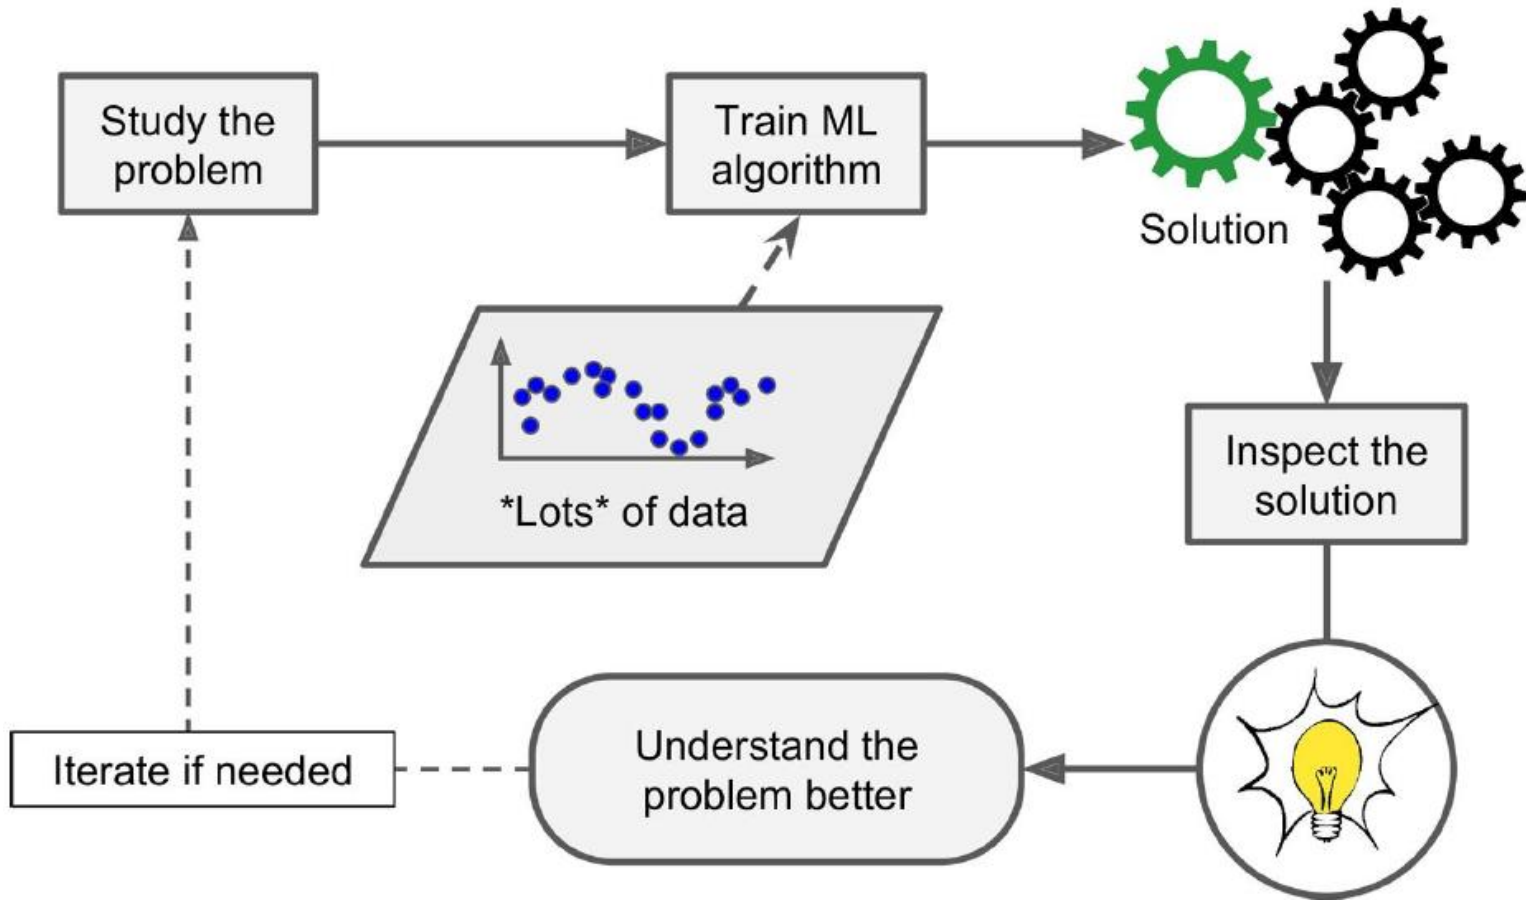 Study the
problem
Train ML
algorithm
Solution
*Lots* of data
Inspect the
solution
Understand the
problem better
Iterate if needed